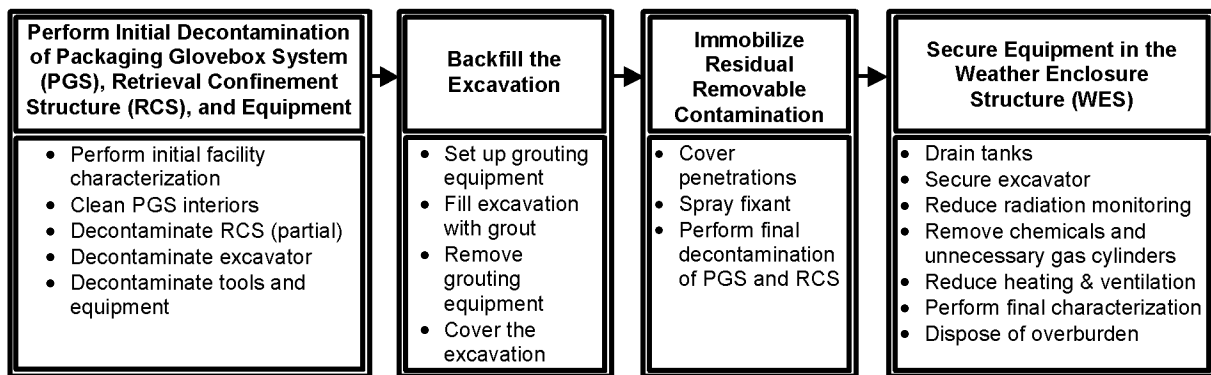 Perform Initial Decontamination
of Packaging Glovebox System
(PGS), Retrieval Confinement
Structure (RCS), and Equipment
• Perform initial facility
characterization
• Clean PGS interiors
• Decontaminate RCS (partial)
• Decontaminate excavator
• Decontaminate tools and
equipment
Backfill the
Excavation
• Set up grouting
equipment
• Fill excavation
with grout
• Remove
grouting
equipment
• Cover the
excavation
Immobilize
Residual
Removable
Contamination
• Cover
penetrations
• Spray fixant
• Perform final
decontamination
of PGS and RCS
Secure Equipment in the
Weather Enclosure
Structure (WES)
• Drain tanks
• Secure excavator
• Reduce radiation monitoring
• Remove chemicals and
unnecessary gas cylinders
• Reduce heating & ventilation
• Perform final characterization
• Dispose of overburden